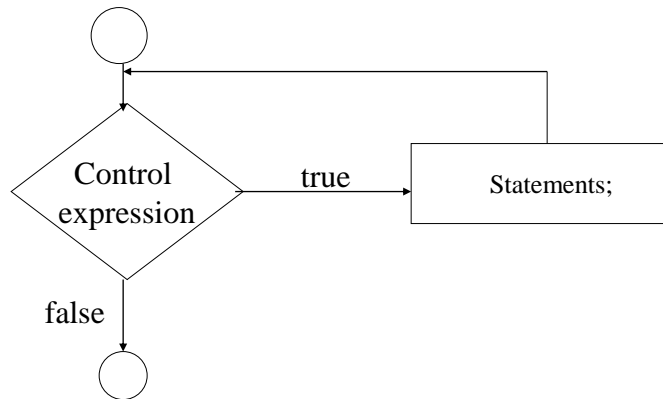 Control
expression
true
Statements;
false